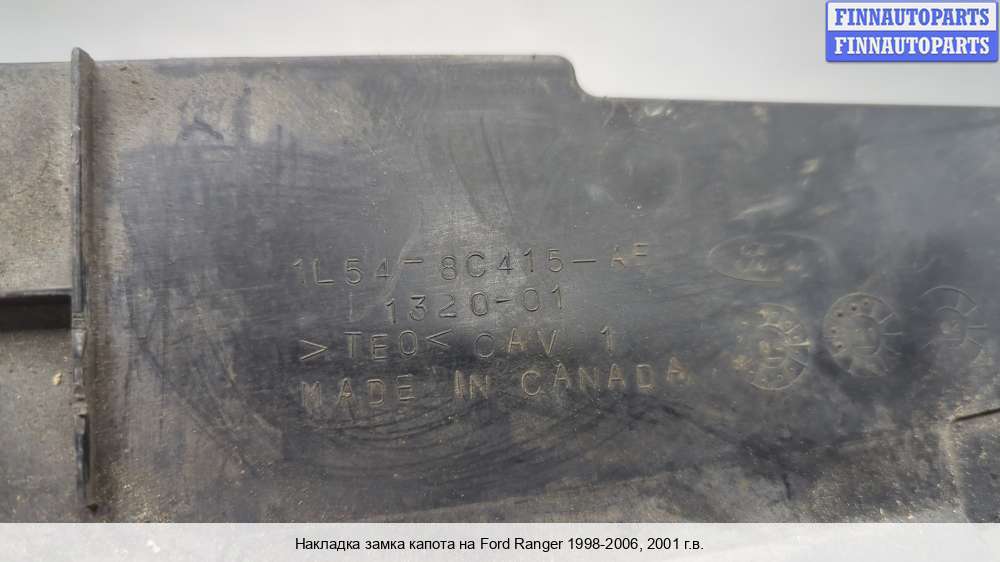 FINNAUTOPARTS
FINNAUTOPARTS
1L54-8C415-AE
1320-01
>TEO< CAV 1
MADE IN CANADA
Накладка замка капота на Ford Ranger 1998-2006, 2001 г.в.